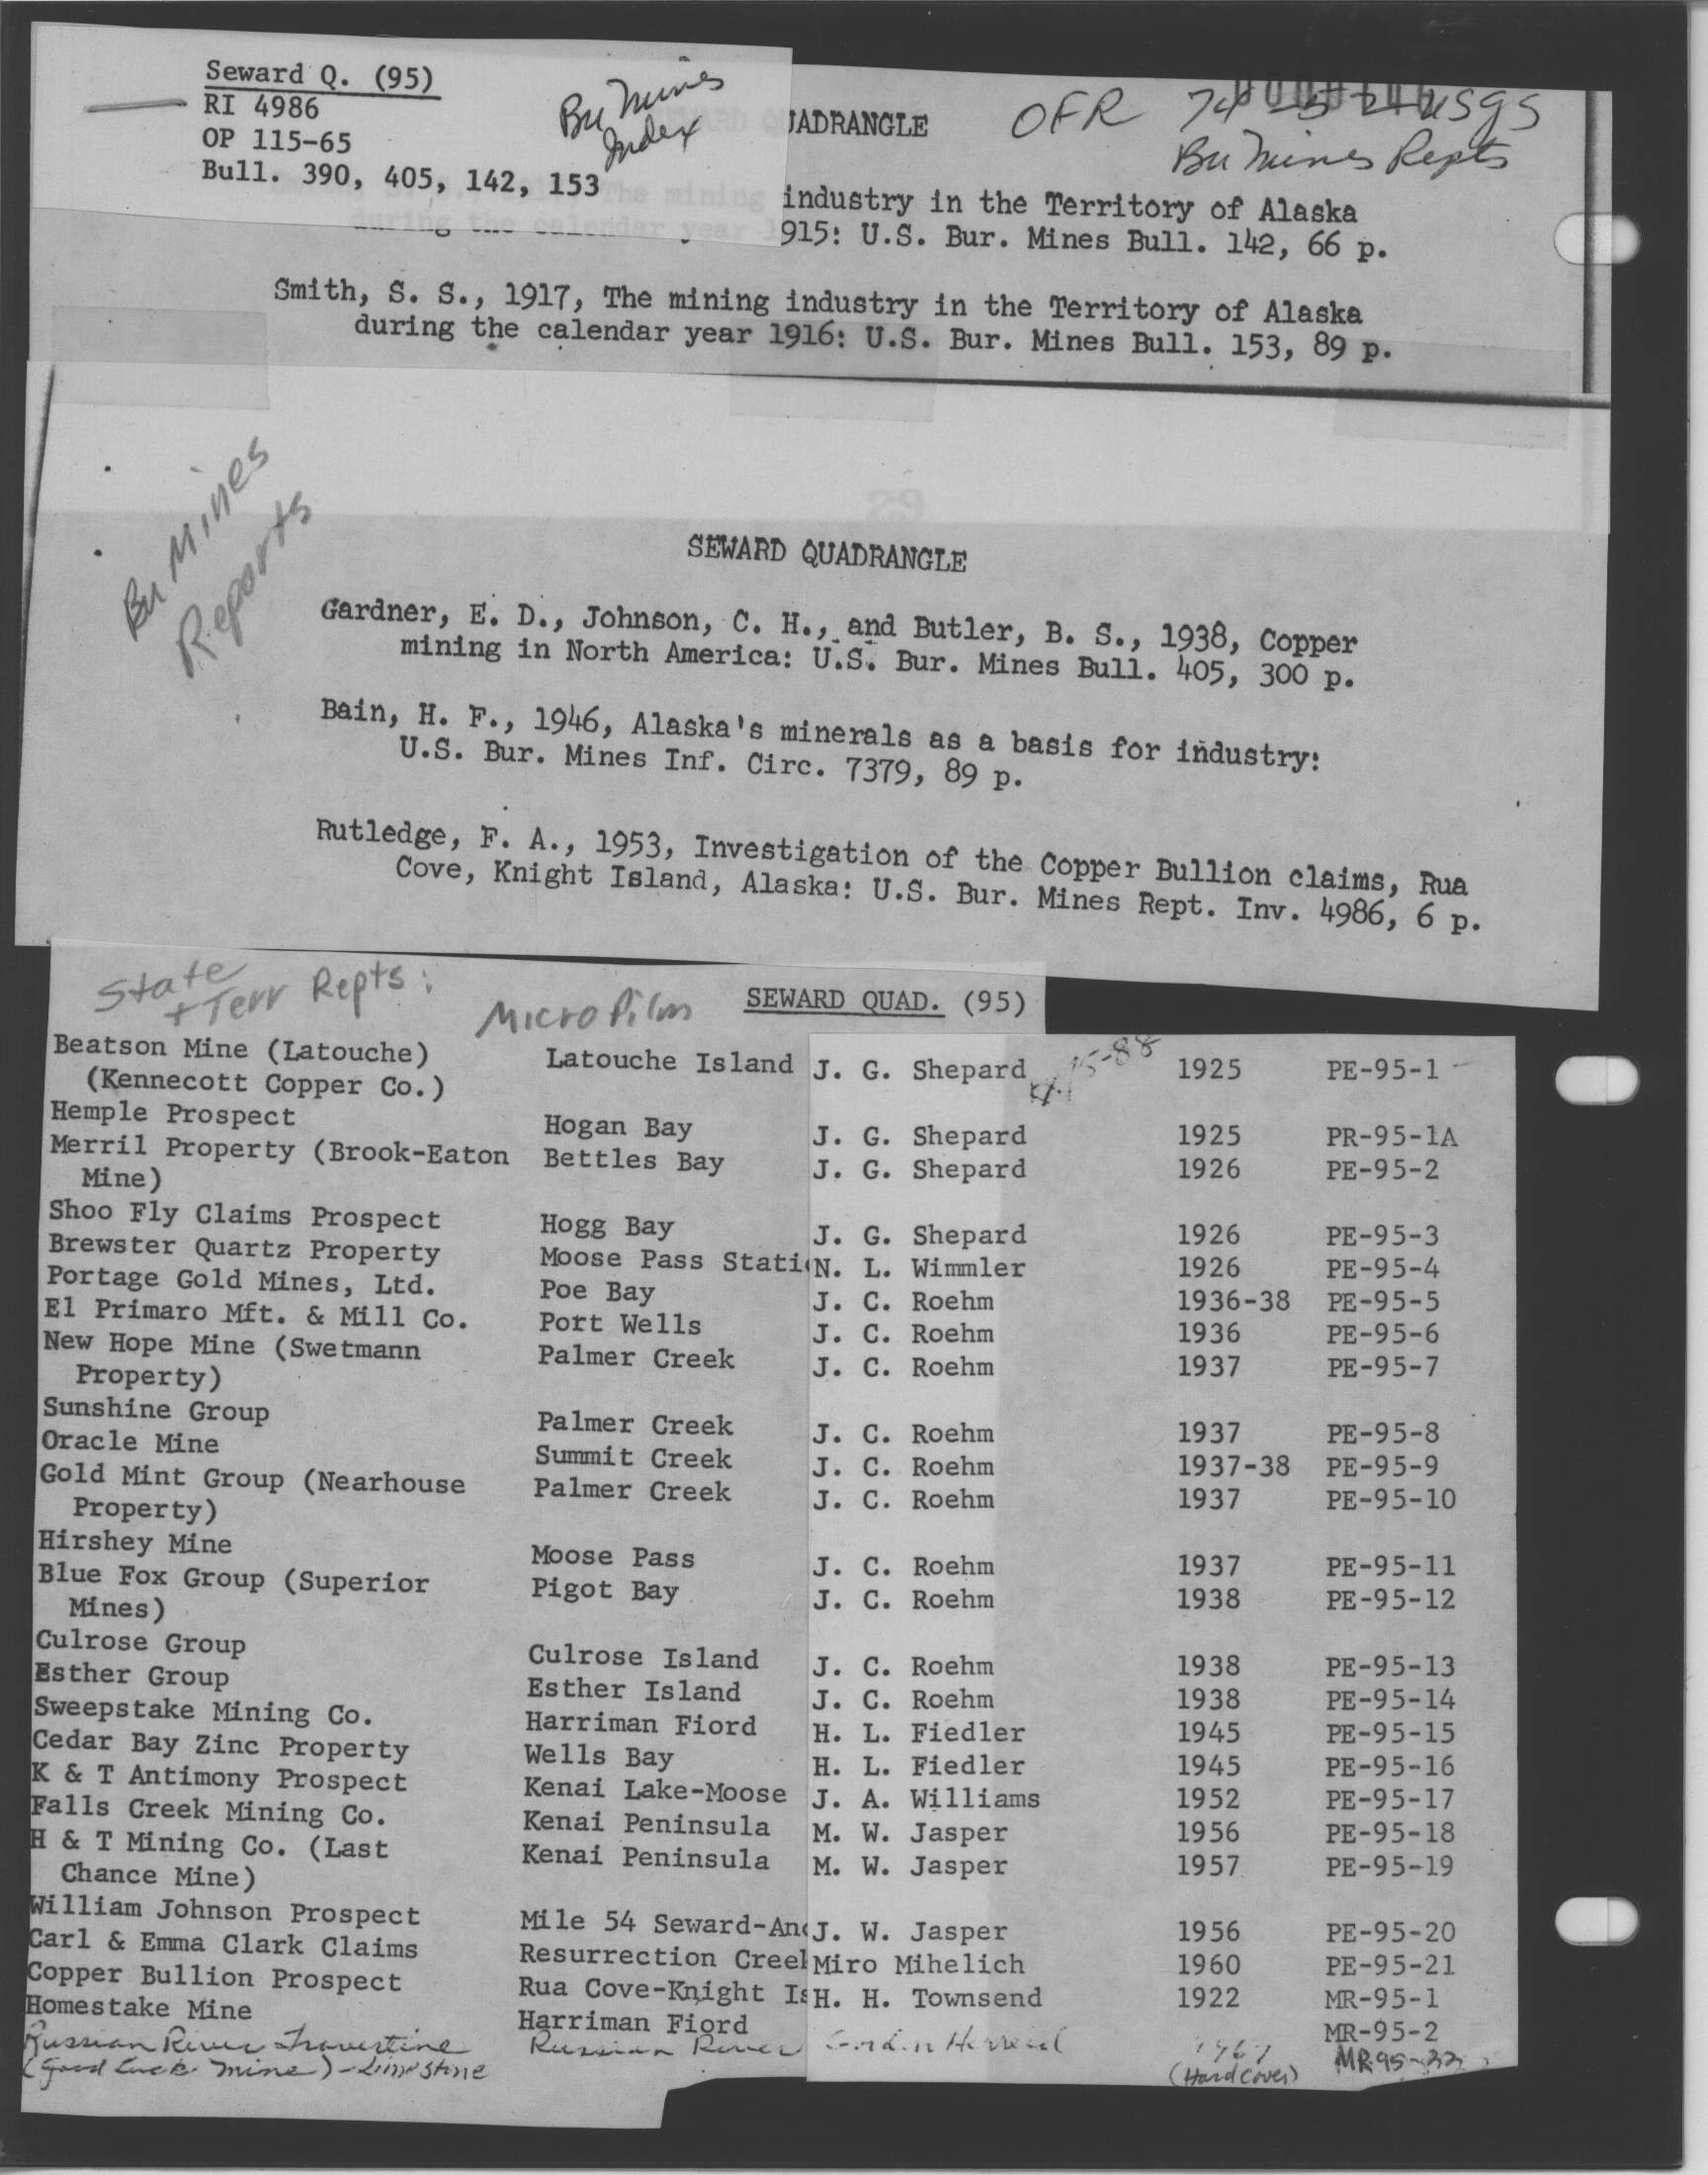 Seward Q. (95)
RI 4986
OP 115-65
Bull. 390, 405, 142, 153
Bu Mines
Index
UADRANGLE
OFR 74 USGS
Bu Mines Repts
industry in the Territory of Alaska
during the calendar year 1915: U.S. Bur. Mines Bull. 142, 66 p.
Smith, S. S., 1917, The mining industry in the Territory of Alaska
during the calendar year 1916: U.S. Bur. Mines Bull. 153, 89 p.
Bu Mines
Reports
SEWARD QUADRANGLE
Gardner, E. D., Johnson, C. H., and Butler, B. S., 1938, Copper
mining in North America: U.S. Bur. Mines Bull. 405, 300 p.
Bain, H. F., 1946, Alaska's minerals as a basis for industry:
U.S. Bur. Mines Inf. Circ. 7379, 89 p.
Rutledge, F. A., 1953, Investigation of the Copper Bullion claims, Rua
Cove, Knight Island, Alaska: U.S. Bur. Mines Rept. Inv. 4986, 6 p.
State
+ Terr Repts:
Microfilm
SEWARD QUAD. (95)
Beatson Mine (Latouche) Latouche Island J. G. Shepard 1925 PE-95-1
(Kennecott Copper Co.)
Hemple Prospect Hogan Bay J. G. Shepard 1925 PR-95-1A
Merril Property (Brook-Eaton Bettles Bay J. G. Shepard 1926 PE-95-2
Mine)
Shoo Fly Claims Prospect Hogg Bay J. G. Shepard 1926 PE-95-3
Brewster Quartz Property Moose Pass Stati N. L. Wimmler 1926 PE-95-4
Portage Gold Mines, Ltd. Poe Bay J. C. Roehm 1936-38 PE-95-5
El Primaro Mft. & Mill Co. Port Wells J. C. Roehm 1936 PE-95-6
New Hope Mine (Swetmann Palmer Creek J. C. Roehm 1937 PE-95-7
Property)
Sunshine Group Palmer Creek J. C. Roehm 1937 PE-95-8
Oracle Mine Summit Creek J. C. Roehm 1937-38 PE-95-9
Gold Mint Group (Nearhouse Palmer Creek J. C. Roehm 1937 PE-95-10
Property)
Hirshey Mine Moose Pass J. C. Roehm 1937 PE-95-11
Blue Fox Group (Superior Pigot Bay J. C. Roehm 1938 PE-95-12
Mines)
Culrose Group Culrose Island J. C. Roehm 1938 PE-95-13
Esther Group Esther Island J. C. Roehm 1938 PE-95-14
Sweepstake Mining Co. Harriman Fiord H. L. Fiedler 1945 PE-95-15
Cedar Bay Zinc Property Wells Bay H. L. Fiedler 1945 PE-95-16
K & T Antimony Prospect Kenai Lake-Moose J. A. Williams 1952 PE-95-17
Falls Creek Mining Co. Kenai Peninsula M. W. Jasper 1956 PE-95-18
H & T Mining Co. (Last Kenai Peninsula M. W. Jasper 1957 PE-95-19
Chance Mine)
William Johnson Prospect Mile 54 Seward-An J. W. Jasper 1956 PE-95-20
Carl & Emma Clark Claims Resurrection Cree Miro Mihelich 1960 PE-95-21
Copper Bullion Prospect Rua Cove-Knight Is H. H. Townsend 1922 MR-95-1
Homestake Mine Harriman Fiord MR-95-2
Russian River Travertine Russian River Gordon Herreid
(Good Luck Mine) - Limestone (Hard cover)